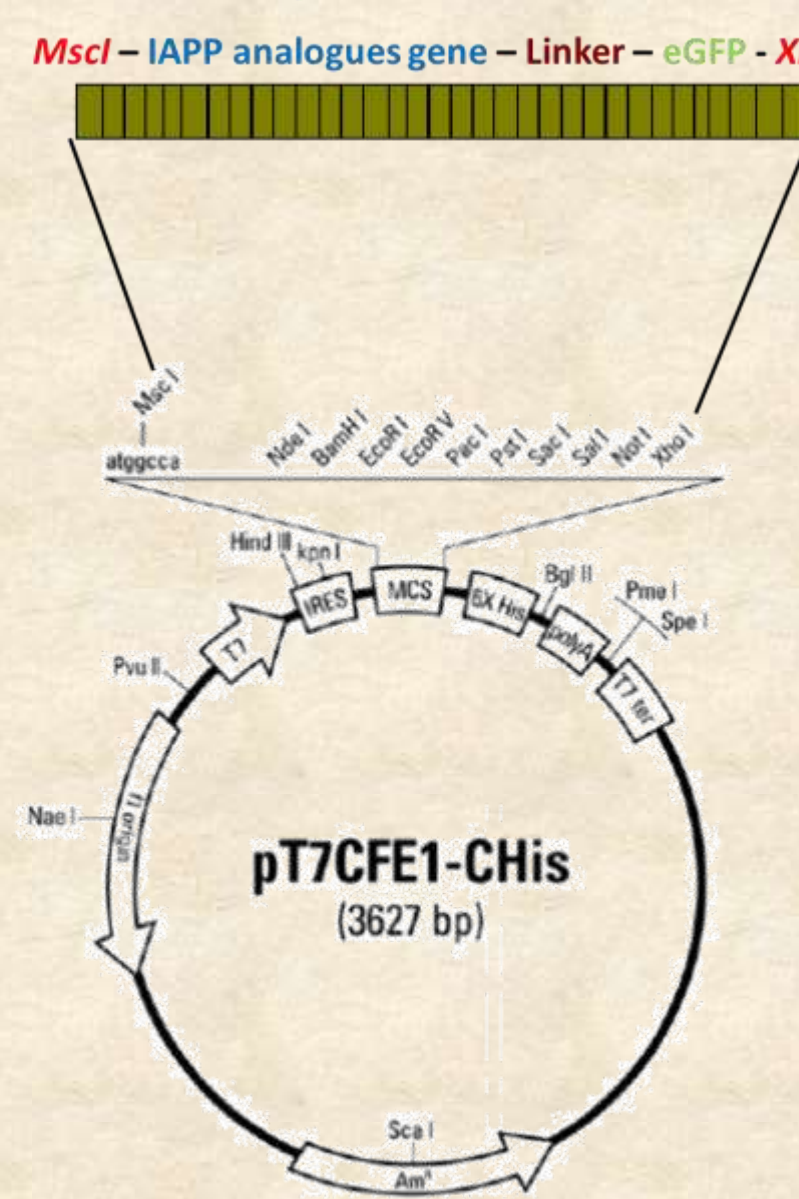 MscI – IAPP analogues gene – Linker – eGFP - X
Msc I
atggcca
Nde I
BamH I
EcoR I
EcoR V
Pac I
Pst I
Sac I
Sal I
Not I
Xho I
Hind III
kpn I
IRES
MCS
6X His
Bgl II
polyA
Pme I
Spe I
T7
T7 ter
Pvu II
Nae I
f1 origin
pT7CFE1-CHis
(3627 bp)
Sca I
Amᴿ